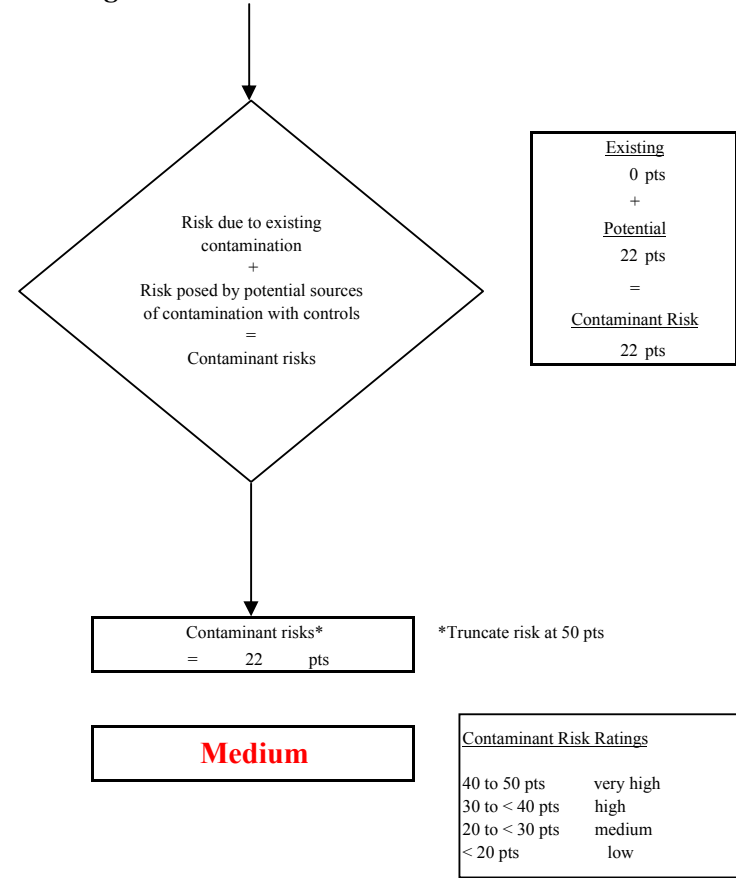 Risk due to existing
contamination
+
Risk posed by potential sources
of contamination with controls
=
Contaminant risks
Existing
0 pts
+
Potential
22 pts
=
Contaminant Risk
22 pts
Contaminant risks*
= 22 pts
*Truncate risk at 50 pts
Medium
Contaminant Risk Ratings
40 to 50 pts very high
30 to < 40 pts high
20 to < 30 pts medium
< 20 pts low